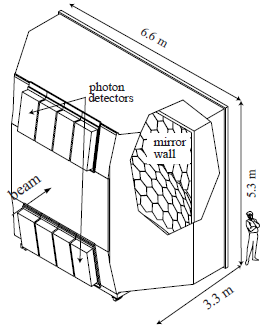 6.6 m
photon
detectors
mirror
wall
beam
5.3 m
3.3 m